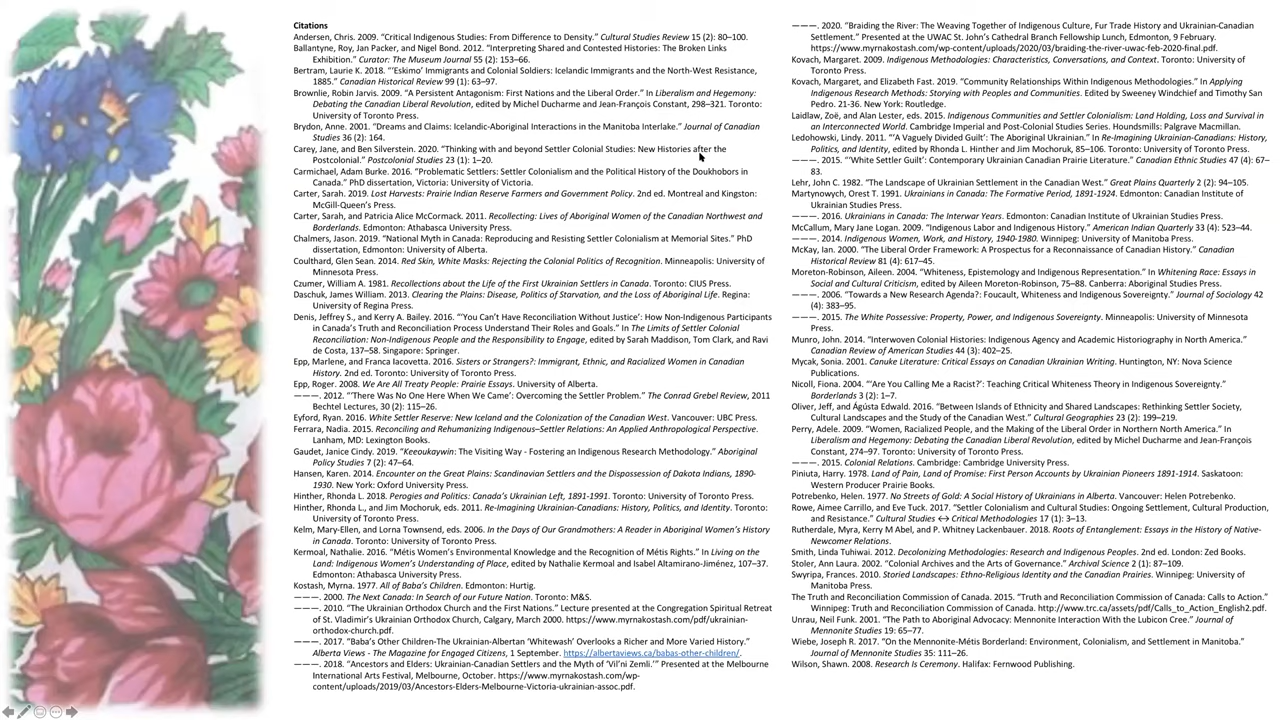 Citations
Andersen, Chris. 2009. “Critical Indigenous Studies: From Difference to Density.” Cultural Studies Review 15 (2): 80–100.
Ballantyne, Roy, Jan Packer, and Nigel Bond. 2012. “Interpreting Shared and Contested Histories: The Broken Links
Exhibition.” Curator: The Museum Journal 55 (2): 153–66.
Bertram, Laurie K. 2018. “‘Eskimo’ Immigrants and Colonial Soldiers: Icelandic Immigrants and the North-West Resistance,
1885.” Canadian Historical Review 99 (1): 63–97.
Brownlie, Robin Jarvis. 2009. “A Persistent Antagonism: First Nations and the Liberal Order.” In Liberalism and Hegemony:
Debating the Canadian Liberal Revolution, edited by Michel Ducharme and Jean-François Constant, 298–321. Toronto:
University of Toronto Press.
Brydon, Anne. 2001. “Dreams and Claims: Icelandic-Aboriginal Interactions in the Manitoba Interlake.” Journal of Canadian
Studies 36 (2): 164.
Carey, Jane, and Ben Silverstein. 2020. “Thinking with and beyond Settler Colonial Studies: New Histories after the
Postcolonial.” Postcolonial Studies 23 (1): 1–20.
Carmichael, Adam Burke. 2016. “Problematic Settlers: Settler Colonialism and the Political History of the Doukhobors in
Canada.” PhD dissertation, Victoria: University of Victoria.
Carter, Sarah. 2019. Lost Harvests: Prairie Indian Reserve Farmers and Government Policy. 2nd ed. Montreal and Kingston:
McGill-Queen’s Press.
Carter, Sarah, and Patricia Alice McCormack. 2011. Recollecting: Lives of Aboriginal Women of the Canadian Northwest and
Borderlands. Edmonton: Athabasca University Press.
Chalmers, Jason. 2019. “National Myth in Canada: Reproducing and Resisting Settler Colonialism at Memorial Sites.” PhD
dissertation, Edmonton: University of Alberta.
Coulthard, Glen Sean. 2014. Red Skin, White Masks: Rejecting the Colonial Politics of Recognition. Minneapolis: University of
Minnesota Press.
Czumer, William A. 1981. Recollections about the Life of the First Ukrainian Settlers in Canada. Toronto: CIUS Press.
Daschuk, James William. 2013. Clearing the Plains: Disease, Politics of Starvation, and the Loss of Aboriginal Life. Regina:
University of Regina Press.
Denis, Jeffrey S., and Kerry A. Bailey. 2016. “‘You Can’t Have Reconciliation Without Justice’: How Non-Indigenous Participants
in Canada’s Truth and Reconciliation Process Understand Their Roles and Goals.” In The Limits of Settler Colonial
Reconciliation: Non-Indigenous People and the Responsibility to Engage, edited by Sarah Maddison, Tom Clark, and Ravi
de Costa, 137–58. Singapore: Springer.
Epp, Marlene, and Franca Iacovetta. 2016. Sisters or Strangers?: Immigrant, Ethnic, and Racialized Women in Canadian
History. 2nd ed. Toronto: University of Toronto Press.
Epp, Roger. 2008. We Are All Treaty People: Prairie Essays. University of Alberta.
———. 2012. “‘There Was No One Here When We Came’: Overcoming the Settler Problem.” The Conrad Grebel Review, 2011
Bechtel Lectures, 30 (2): 115–26.
Eyford, Ryan. 2016. White Settler Reserve: New Iceland and the Colonization of the Canadian West. Vancouver: UBC Press.
Ferrara, Nadia. 2015. Reconciling and Rehumanizing Indigenous–Settler Relations: An Applied Anthropological Perspective.
Lanham, MD: Lexington Books.
Gaudet, Janice Cindy. 2019. “Keeoukaywin: The Visiting Way - Fostering an Indigenous Research Methodology.” Aboriginal
Policy Studies 7 (2): 47–64.
Hansen, Karen. 2014. Encounter on the Great Plains: Scandinavian Settlers and the Dispossession of Dakota Indians, 1890-
1930. New York: Oxford University Press.
Hinther, Rhonda L. 2018. Perogies and Politics: Canada’s Ukrainian Left, 1891-1991. Toronto: University of Toronto Press.
Hinther, Rhonda L., and Jim Mochoruk, eds. 2011. Re-Imagining Ukrainian-Canadians: History, Politics, and Identity. Toronto:
University of Toronto Press.
Kelm, Mary-Ellen, and Lorna Townsend, eds. 2006. In the Days of Our Grandmothers: A Reader in Aboriginal Women’s History
in Canada. Toronto: University of Toronto Press.
Kermoal, Nathalie. 2016. “Métis Women’s Environmental Knowledge and the Recognition of Métis Rights.” In Living on the
Land: Indigenous Women’s Understanding of Place, edited by Nathalie Kermoal and Isabel Altamirano-Jiménez, 107–37.
Edmonton: Athabasca University Press.
Kostash, Myrna. 1977. All of Baba’s Children. Edmonton: Hurtig.
———. 2000. The Next Canada: In Search of our Future Nation. Toronto: M&S.
———. 2010. “The Ukrainian Orthodox Church and the First Nations.” Lecture presented at the Congregation Spiritual Retreat
of St. Vladimir’s Ukrainian Orthodox Church, Calgary, March 2000. https://www.myrnakostash.com/pdf/ukrainian-
orthodox-church.pdf.
———. 2017. “Baba’s Other Children-The Ukrainian-Albertan ‘Whitewash’ Overlooks a Richer and More Varied History.”
Alberta Views - The Magazine for Engaged Citizens, 1 September. https://albertaviews.ca/babas-other-children/.
———. 2018. “Ancestors and Elders: Ukrainian-Canadian Settlers and the Myth of ‘Vil’ni Zemli.’” Presented at the Melbourne
International Arts Festival, Melbourne, October. https://www.myrnakostash.com/wp-
content/uploads/2019/03/Ancestors-Elders-Melbourne-Victoria-ukrainian-assoc.pdf.
———. 2020. “Braiding the River: The Weaving Together of Indigenous Culture, Fur Trade History and Ukrainian-Canadian
Settlement.” Presented at the UWAC St. John’s Cathedral Branch Fellowship Lunch, Edmonton, 9 February.
https://www.myrnakostash.com/wp-content/uploads/2020/03/braiding-the-river-uwac-feb-2020-final.pdf.
Kovach, Margaret. 2009. Indigenous Methodologies: Characteristics, Conversations, and Context. Toronto: University of
Toronto Press.
Kovach, Margaret, and Elizabeth Fast. 2019. “Community Relationships Within Indigenous Methodologies.” In Applying
Indigenous Research Methods: Storying with Peoples and Communities. Edited by Sweeney Windchief and Timothy San
Pedro. 21-36. New York: Routledge.
Laidlaw, Zoë, and Alan Lester, eds. 2015. Indigenous Communities and Settler Colonialism: Land Holding, Loss and Survival in
an Interconnected World. Cambridge Imperial and Post-Colonial Studies Series. Houndsmills: Palgrave Macmillan.
Ledohowski, Lindy. 2011. “‘A Vaguely Divided Guilt’: The Aboriginal Ukrainian.” In Re-Imagining Ukrainian-Canadians: History,
Politics, and Identity, edited by Rhonda L. Hinther and Jim Mochoruk, 85–106. Toronto: University of Toronto Press.
———. 2015. “‘White Settler Guilt’: Contemporary Ukrainian Canadian Prairie Literature.” Canadian Ethnic Studies 47 (4): 67–
83.
Lehr, John C. 1982. “The Landscape of Ukrainian Settlement in the Canadian West.” Great Plains Quarterly 2 (2): 94–105.
Martynowych, Orest T. 1991. Ukrainians in Canada: The Formative Period, 1891-1924. Edmonton: Canadian Institute of
Ukrainian Studies Press.
———. 2016. Ukrainians in Canada: The Interwar Years. Edmonton: Canadian Institute of Ukrainian Studies Press.
McCallum, Mary Jane Logan. 2009. “Indigenous Labor and Indigenous History.” American Indian Quarterly 33 (4): 523–44.
———. 2014. Indigenous Women, Work, and History, 1940-1980. Winnipeg: University of Manitoba Press.
McKay, Ian. 2000. “The Liberal Order Framework: A Prospectus for a Reconnaissance of Canadian History.” Canadian
Historical Review 81 (4): 617–45.
Moreton-Robinson, Aileen. 2004. “Whiteness, Epistemology and Indigenous Representation.” In Whitening Race: Essays in
Social and Cultural Criticism, edited by Aileen Moreton-Robinson, 75–88. Canberra: Aboriginal Studies Press.
———. 2006. “Towards a New Research Agenda?: Foucault, Whiteness and Indigenous Sovereignty.” Journal of Sociology 42
(4): 383–95.
———. 2015. The White Possessive: Property, Power, and Indigenous Sovereignty. Minneapolis: University of Minnesota
Press.
Munro, John. 2014. “Interwoven Colonial Histories: Indigenous Agency and Academic Historiography in North America.”
Canadian Review of American Studies 44 (3): 402–25.
Mycak, Sonia. 2001. Canuke Literature: Critical Essays on Canadian Ukrainian Writing. Huntington, NY: Nova Science
Publications.
Nicoll, Fiona. 2004. “‘Are You Calling Me a Racist?’: Teaching Critical Whiteness Theory in Indigenous Sovereignty.”
Borderlands 3 (2): 1–7.
Oliver, Jeff, and Ágústa Edwald. 2016. “Between Islands of Ethnicity and Shared Landscapes: Rethinking Settler Society,
Cultural Landscapes and the Study of the Canadian West.” Cultural Geographies 23 (2): 199–219.
Perry, Adele. 2009. “Women, Racialized People, and the Making of the Liberal Order in Northern North America.” In
Liberalism and Hegemony: Debating the Canadian Liberal Revolution, edited by Michel Ducharme and Jean-François
Constant, 274–97. Toronto: University of Toronto Press.
———. 2015. Colonial Relations. Cambridge: Cambridge University Press.
Piniuta, Harry. 1978. Land of Pain, Land of Promise: First Person Accounts by Ukrainian Pioneers 1891-1914. Saskatoon:
Western Producer Prairie Books.
Potrebenko, Helen. 1977. No Streets of Gold: A Social History of Ukrainians in Alberta. Vancouver: Helen Potrebenko.
Rowe, Aimee Carrillo, and Eve Tuck. 2017. “Settler Colonialism and Cultural Studies: Ongoing Settlement, Cultural Production,
and Resistance.” Cultural Studies ↔ Critical Methodologies 17 (1): 3–13.
Rutherdale, Myra, Kerry M Abel, and P. Whitney Lackenbauer. 2018. Roots of Entanglement: Essays in the History of Native-
Newcomer Relations.
Smith, Linda Tuhiwai. 2012. Decolonizing Methodologies: Research and Indigenous Peoples. 2nd ed. London: Zed Books.
Stoler, Ann Laura. 2002. “Colonial Archives and the Arts of Governance.” Archival Science 2 (1): 87–109.
Swyripa, Frances. 2010. Storied Landscapes: Ethno-Religious Identity and the Canadian Prairies. Winnipeg: University of
Manitoba Press.
The Truth and Reconciliation Commission of Canada. 2015. “Truth and Reconciliation Commission of Canada: Calls to Action.”
Winnipeg: Truth and Reconciliation Commission of Canada. http://www.trc.ca/assets/pdf/Calls_to_Action_English2.pdf.
Unrau, Neil Funk. 2001. “The Path to Aboriginal Advocacy: Mennonite Interaction With the Lubicon Cree.” Journal of
Mennonite Studies 19: 65–77.
Wiebe, Joseph R. 2017. “On the Mennonite-Métis Borderland: Environment, Colonialism, and Settlement in Manitoba.”
Journal of Mennonite Studies 35: 111–26.
Wilson, Shawn. 2008. Research Is Ceremony. Halifax: Fernwood Publishing.